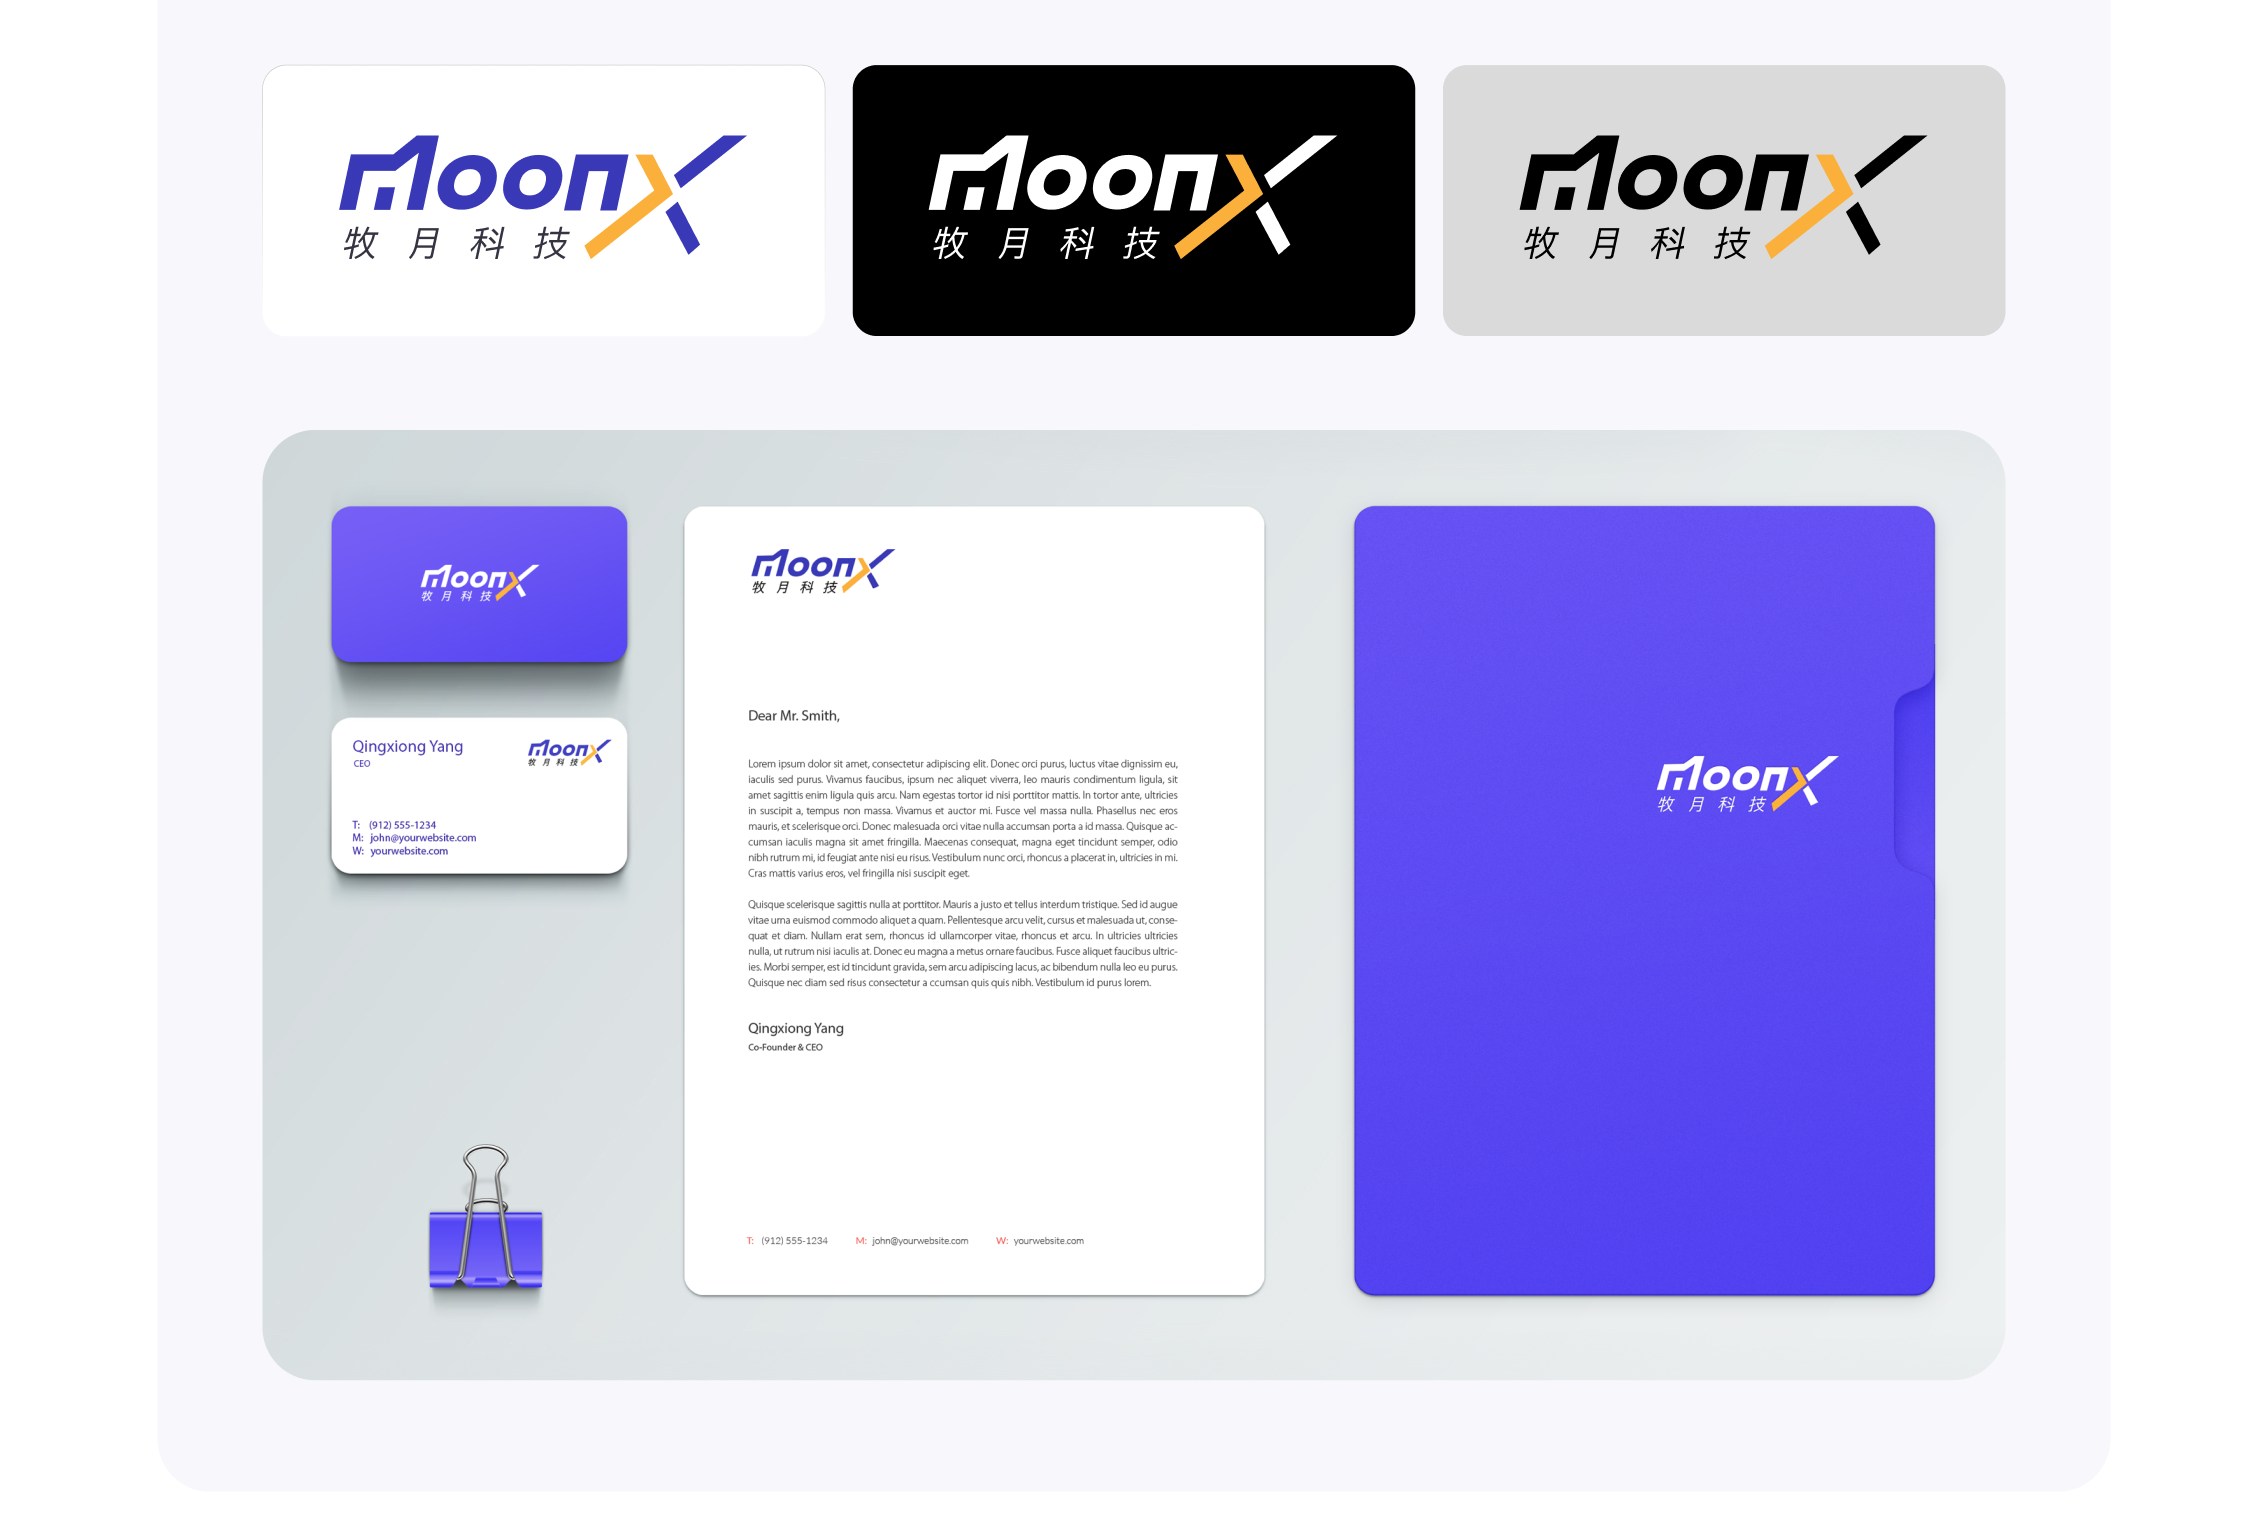 MoonX
牧月科技
MoonX
牧月科技
MoonX
牧月科技
MoonX
牧月科技
Qingxiong Yang
CEO
MoonX
牧月科技
T: (912) 555-1234
M: john@yourwebsite.com
W: yourwebsite.com
MoonX
牧月科技
Dear Mr. Smith,
Lorem ipsum dolor sit amet, consectetur adipiscing elit. Donec orci purus, luctus vitae dignissim eu,
iaculis sed purus. Vivamus faucibus, ipsum nec aliquet viverra, leo mauris condimentum ligula, sit
amet sagittis enim ligula quis arcu. Nam egestas tortor id nisi porttitor mattis. In tortor ante, ultricies
in suscipit a, tempus non massa. Vivamus et auctor mi. Fusce vel massa nulla. Phasellus nec eros
mauris, et scelerisque orci. Donec malesuada orci vitae nulla accumsan porta a id massa. Quisque ac-
cumsan iaculis magna sit amet fringilla. Maecenas consequat, magna eget tincidunt semper, odio
nibh rutrum mi, id feugiat ante nisi eu risus. Vestibulum nunc orci, rhoncus a placerat in, ultricies in mi.
Cras mattis varius eros, vel fringilla nisi suscipit eget.
Quisque scelerisque sagittis nulla at porttitor. Mauris a justo et tellus interdum tristique. Sed id augue
vitae urna euismod commodo aliquet a quam. Pellentesque arcu velit, cursus et malesuada ut, conse-
quat et diam. Nullam erat sem, rhoncus id ullamcorper vitae, rhoncus et arcu. In ultricies ultricies
nulla, ut rutrum nisi iaculis at. Donec eu magna a metus ornare faucibus. Fusce aliquet faucibus ultric-
ies. Morbi semper, est id tincidunt gravida, sem arcu adipiscing lacus, ac bibendum nulla leo eu purus.
Quisque nec diam sed risus consectetur a ccumsan quis quis nibh. Vestibulum id purus lorem.
Qingxiong Yang
Co-Founder & CEO
T: (912) 555-1234 M: john@yourwebsite.com W: yourwebsite.com
MoonX
牧月科技